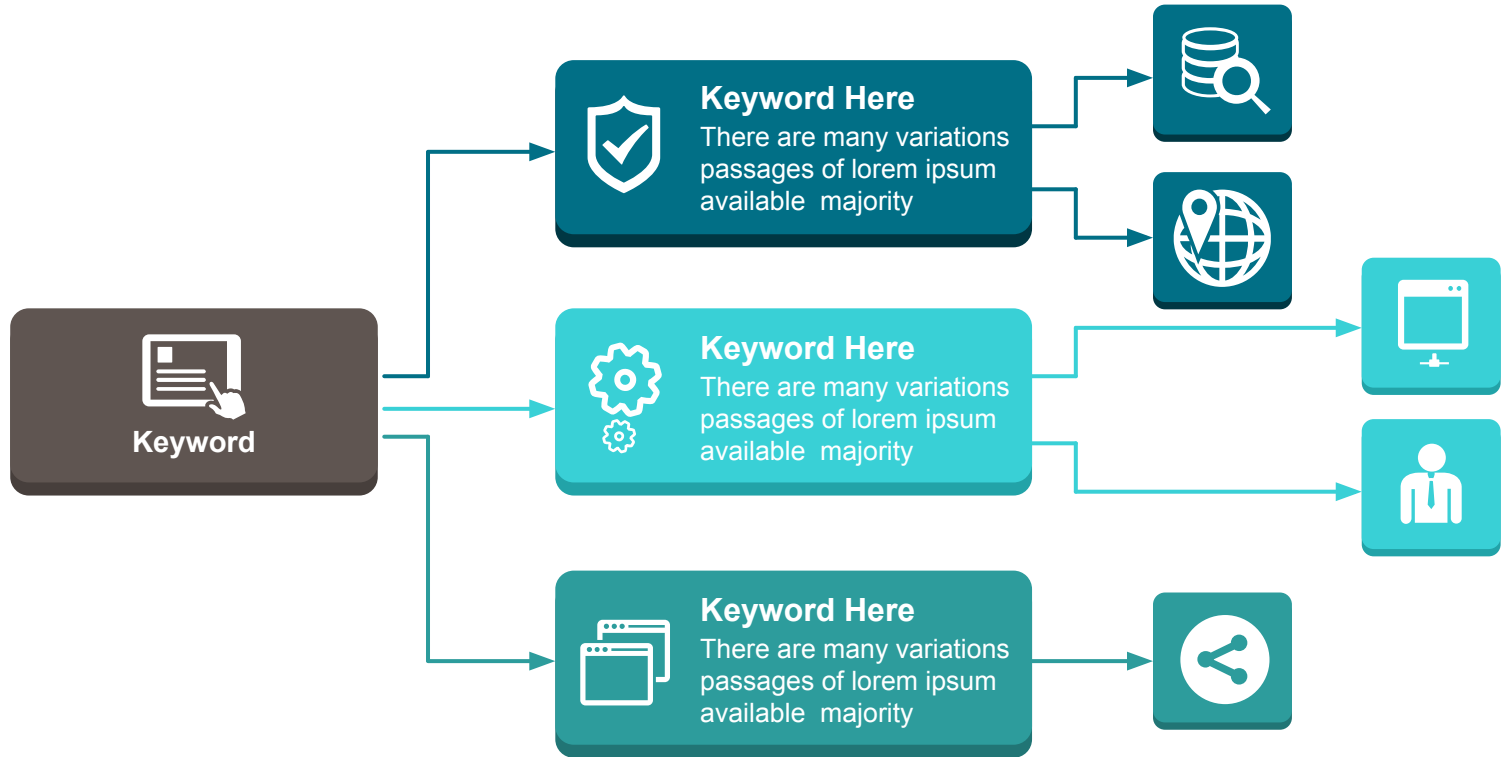 Keyword Here
There are many variations
passages of lorem ipsum
available  majority
Keyword
Keyword Here
There are many variations
passages of lorem ipsum
available  majority
Keyword Here
There are many variations
passages of lorem ipsum
available  majority